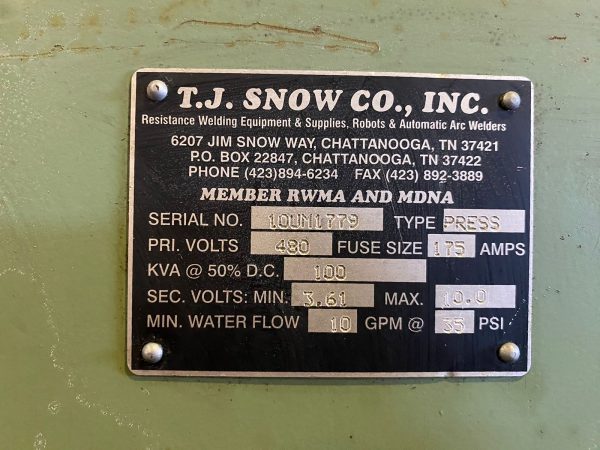 T.J. SNOW CO., INC.
Resistance Welding Equipment & Supplies, Robots & Automatic Arc Welders
6207 JIM SNOW WAY, CHATTANOOGA, TN 37421
P.O. BOX 22847, CHATTANOOGA, TN 37422
PHONE (423)894-6234 FAX (423) 892-3889
MEMBER RWMA AND MDNA
SERIAL NO. 10UM1779 TYPE PRESS
PRI. VOLTS 480 FUSE SIZE 175 AMPS
KVA @ 50% D.C. 100
SEC. VOLTS: MIN. 3.61 MAX. 10.0
MIN. WATER FLOW 10 GPM @ 35 PSI